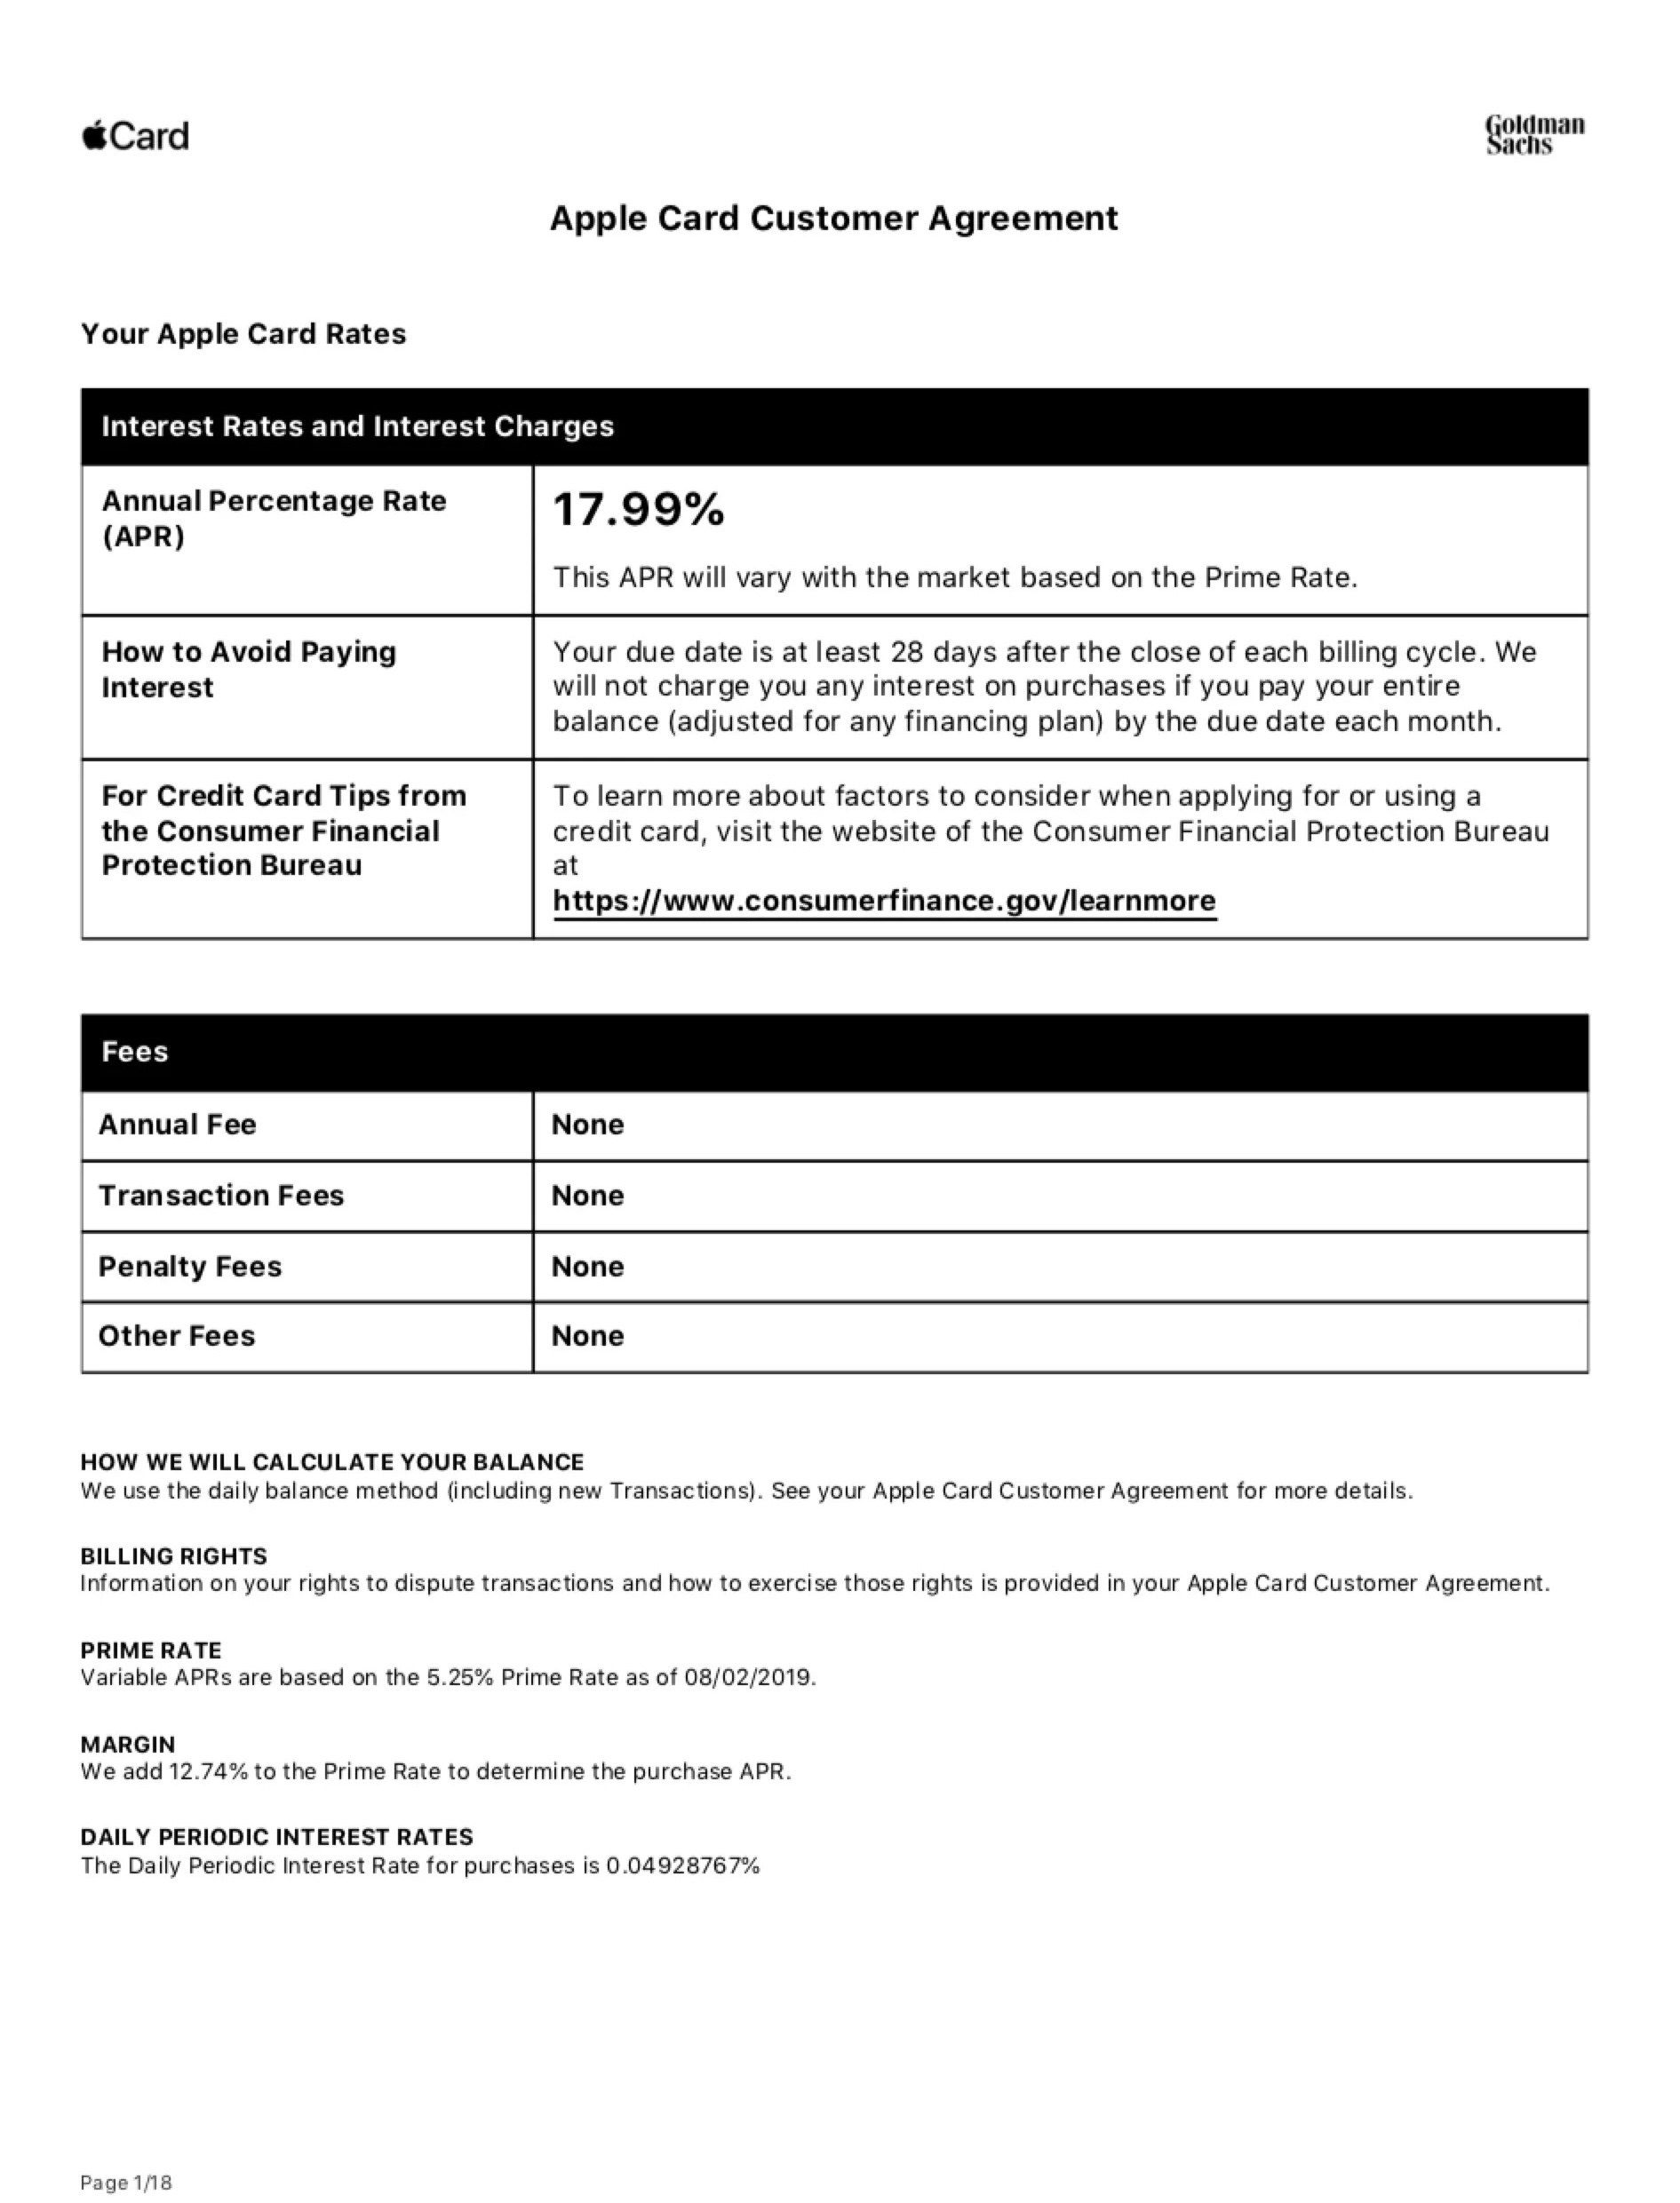 Card
Goldman
Sachs
Apple Card Customer Agreement
Your Apple Card Rates
Interest Rates and Interest Charges
Annual Percentage Rate
(APR)
17.99%
This APR will vary with the market based on the Prime Rate.
How to Avoid Paying
Interest
Your due date is at least 28 days after the close of each billing cycle. We
will not charge you any interest on purchases if you pay your entire
balance (adjusted for any financing plan) by the due date each month.
For Credit Card Tips from
the Consumer Financial
Protection Bureau
To learn more about factors to consider when applying for or using a
credit card, visit the website of the Consumer Financial Protection Bureau
at
https://www.consumerfinance.gov/learnmore
Fees
Annual Fee None
Transaction Fees None
Penalty Fees None
Other Fees None
HOW WE WILL CALCULATE YOUR BALANCE
We use the daily balance method (including new Transactions). See your Apple Card Customer Agreement for more details.
BILLING RIGHTS
Information on your rights to dispute transactions and how to exercise those rights is provided in your Apple Card Customer Agreement.
PRIME RATE
Variable APRs are based on the 5.25% Prime Rate as of 08/02/2019.
MARGIN
We add 12.74% to the Prime Rate to determine the purchase APR.
DAILY PERIODIC INTEREST RATES
The Daily Periodic Interest Rate for purchases is 0.04928767%
Page 1/18